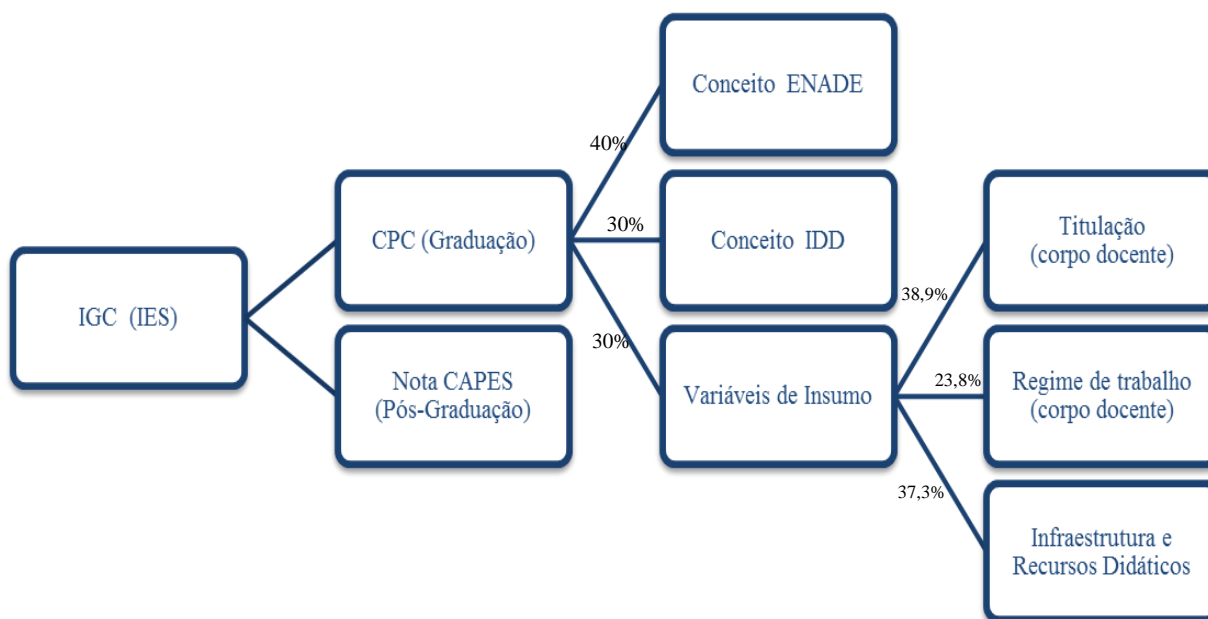 IGC (IES)
CPC (Graduação)
Nota CAPES
(Pós-Graduação)
40%
30%
30%
Conceito ENADE
Conceito IDD
Variáveis de Insumo
38,9%
23,8%
37,3%
Titulação
(corpo docente)
Regime de trabalho
(corpo docente)
Infraestrutura e
Recursos Didáticos